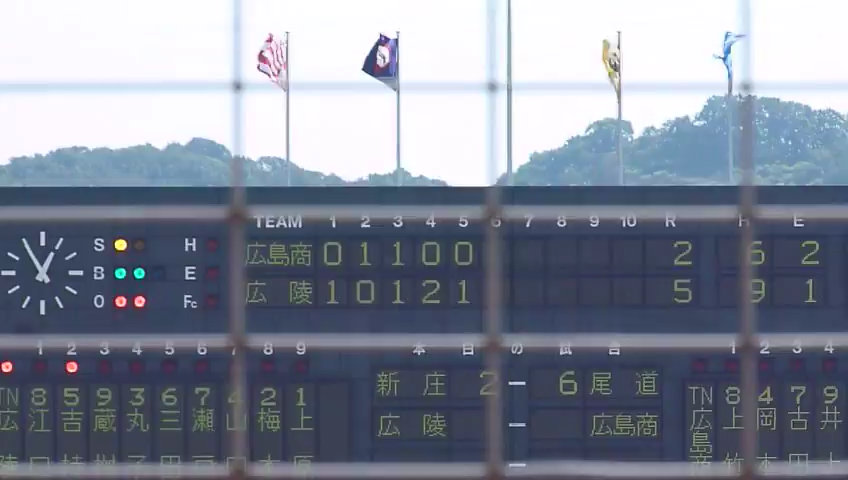 TEAM 1 2 3 4 5 6 7 8 9 10 R H E
S H 広島商 0 1 1 0 0 2 6 2
B E 広 陵 1 0 1 2 1 5 9 1
O Fc
1 2 3 4 5 6 7 8 9 本 日 の 試 合 1 2 3 4
TN 8 5 9 3 6 7 4 2 1 新 庄 2 － 6 尾 道 TN 8 4 7 9
広 江 吉 蔵 丸 三 瀬 山 梅 上 広 陵 － 広島商 広 上 岡 古 井
陵 島
商